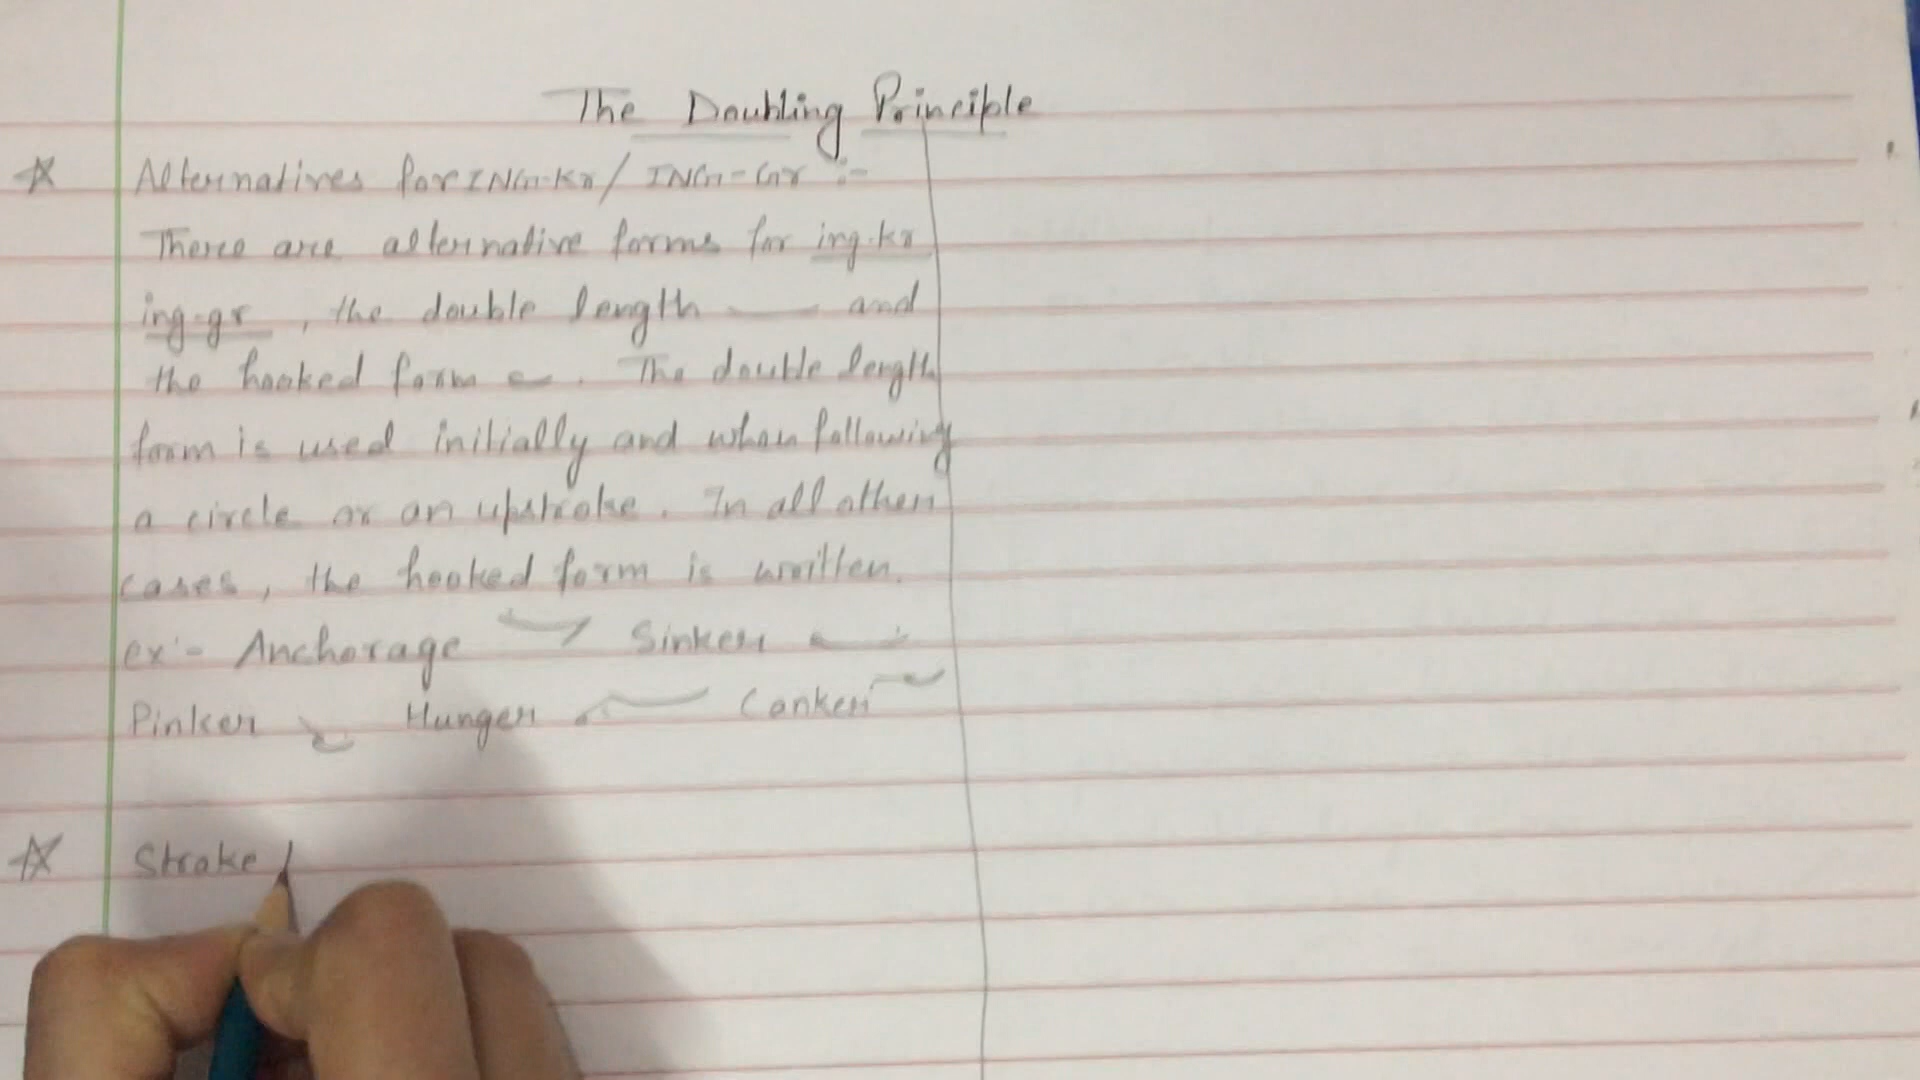 The Doubling Principle
Alternatives for ING-Kr / ING-Gr :-
There are alternative forms for ing-kr
ing-gr, the double length and
the hooked form. The double length
form is used initially and when following
a circle or an upstroke. In all other
cases, the hooked form is written.
ex:- Anchorage Sinker
Pinker Hunger Canker
Stroke